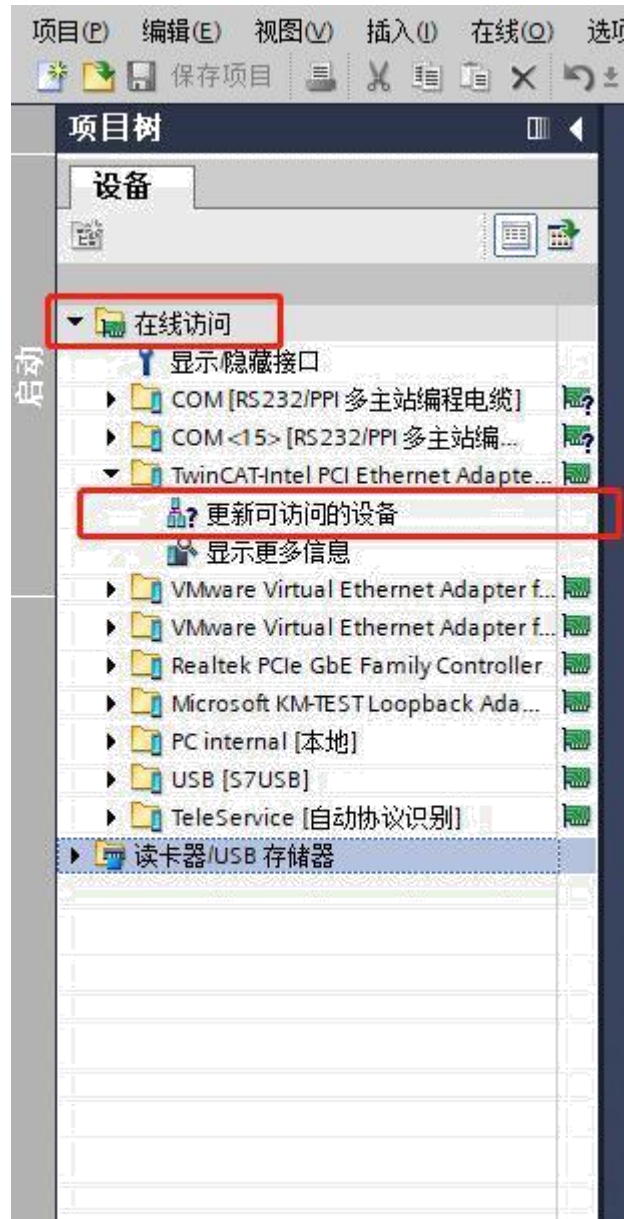 项目(P) 编辑(E) 视图(V) 插入(I) 在线(O) 选项
保存项目
项目树
设备
启动
在线访问
显示/隐藏接口
COM [RS232/PPI 多主站编程电缆]
COM <15> [RS232/PPI 多主站编...
TwinCAT-Intel PCI Ethernet Adapte...
更新可访问的设备
显示更多信息
VMware Virtual Ethernet Adapter f...
VMware Virtual Ethernet Adapter f...
Realtek PCIe GbE Family Controller
Microsoft KM-TEST Loopback Ada...
PC internal [本地]
USB [S7USB]
TeleService [自动协议识别]
读卡器/USB 存储器